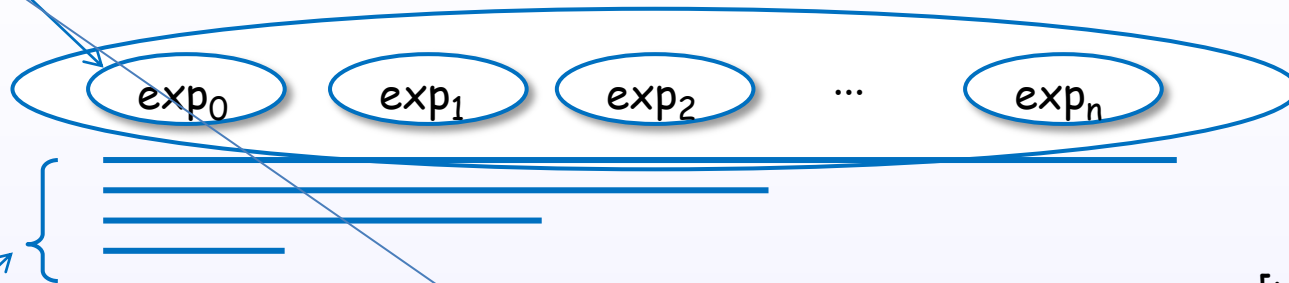 exp₀ exp₁ exp₂ ... expₙ